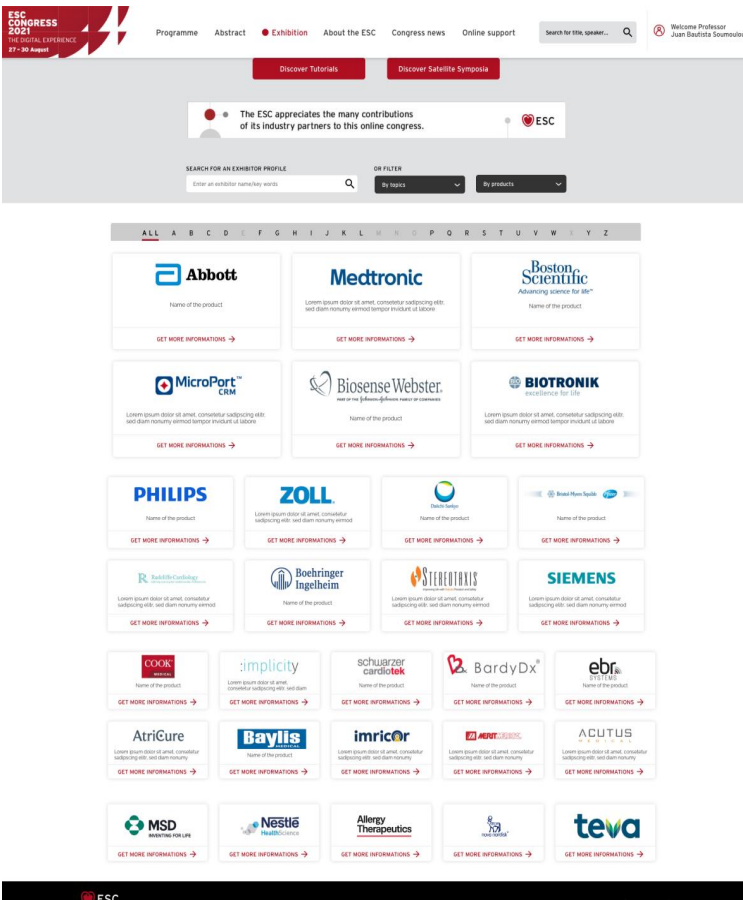 ESC
CONGRESS
2021
THE DIGITAL EXPERIENCE
27 - 30 August
Programme Abstract Exhibition About the ESC Congress news Online support
Search for title, speaker...
Welcome Professor
Juan Bautista Soumoulou
Discover Tutorials Discover Satellite Symposia
The ESC appreciates the many contributions
of its industry partners to this online congress.
ESC
SEARCH FOR AN EXHIBITOR PROFILE OR FILTER
Enter an exhibitor name/key words By topics By products
ALL A B C D E F G H I J K L M N O P Q R S T U V W X Y Z
Abbott Medtronic Boston
Scientific
Advancing science for life™
Name of the product Lorem ipsum dolor sit amet, consetetur sadipscing elitr, Name of the product
sed diam nonumy eirmod tempor invidunt ut labore
GET MORE INFORMATIONS → GET MORE INFORMATIONS → GET MORE INFORMATIONS →
MicroPort™ Biosense Webster. BIOTRONIK
CRM PART OF THE Johnson & Johnson FAMILY OF COMPANIES excellence for life
Lorem ipsum dolor sit amet, consetetur sadipscing elitr, Name of the product Lorem ipsum dolor sit amet, consetetur sadipscing elitr,
sed diam nonumy eirmod tempor invidunt ut labore sed diam nonumy eirmod tempor invidunt ut labore
GET MORE INFORMATIONS → GET MORE INFORMATIONS → GET MORE INFORMATIONS →
PHILIPS ZOLL. Daiichi-Sankyo Bristol-Myers Squibb Pfizer
Name of the product Lorem ipsum dolor sit amet, consetetur Name of the product Name of the product
sadipscing elitr, sed diam nonumy eirmod
GET MORE INFORMATIONS → GET MORE INFORMATIONS → GET MORE INFORMATIONS → GET MORE INFORMATIONS →
R Radcliffe Cardiology Boehringer STEREOTAXIS SIEMENS
Ingelheim
Lorem ipsum dolor sit amet, consetetur Name of the product Lorem ipsum dolor sit amet, consetetur Lorem ipsum dolor sit amet, consetetur
sadipscing elitr, sed diam nonumy eirmod sadipscing elitr, sed diam nonumy eirmod sadipscing elitr, sed diam nonumy eirmod
GET MORE INFORMATIONS → GET MORE INFORMATIONS → GET MORE INFORMATIONS → GET MORE INFORMATIONS →
COOK :implicity schwarzer BardyDx® ebr
MEDICAL cardiotek SYSTEMS
Name of the product Lorem ipsum dolor sit amet, Name of the product Name of the product Name of the product
consetetur sadipscing elitr, sed diam
GET MORE INFORMATIONS → GET MORE INFORMATIONS → GET MORE INFORMATIONS → GET MORE INFORMATIONS → GET MORE INFORMATIONS →
AtriCure Baylis imricor MERIT MEDICAL ACUTUS
MEDICAL MEDICAL
Lorem ipsum dolor sit amet, consetetur Name of the product Lorem ipsum dolor sit amet, consetetur Lorem ipsum dolor sit amet, consetetur Lorem ipsum dolor sit amet, consetetur
sadipscing elitr, sed diam nonumy sadipscing elitr, sed diam nonumy sadipscing elitr, sed diam nonumy sadipscing elitr, sed diam nonumy
GET MORE INFORMATIONS → GET MORE INFORMATIONS → GET MORE INFORMATIONS → GET MORE INFORMATIONS → GET MORE INFORMATIONS →
MSD Nestlé Allergy novo nordisk teva
INVENTING FOR LIFE HealthScience Therapeutics
GET MORE INFORMATIONS → GET MORE INFORMATIONS → GET MORE INFORMATIONS → GET MORE INFORMATIONS → GET MORE INFORMATIONS →
ESC